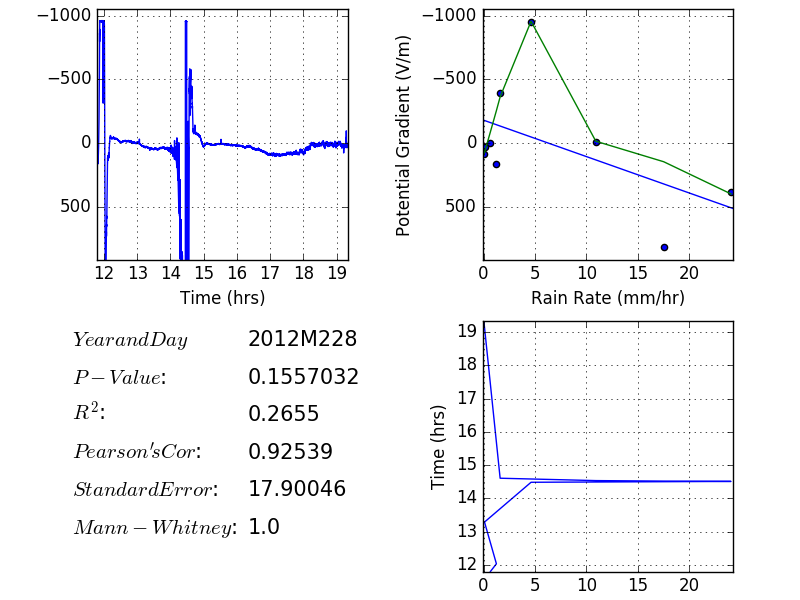 −1000
−500
0
500
12 13 14 15 16 17 18 19
Time (hrs)
−1000
−500
0
500
Potential Gradient (V/m)
0 5 10 15 20
Rain Rate (mm/hr)
YearandDay 2012M228
P−Value: 0.1557032
R²: 0.2655
Pearson'sCor: 0.92539
StandardError: 17.90046
Mann−Whitney: 1.0
19
18
17
16
15
14
13
12
Time (hrs)
0 5 10 15 20